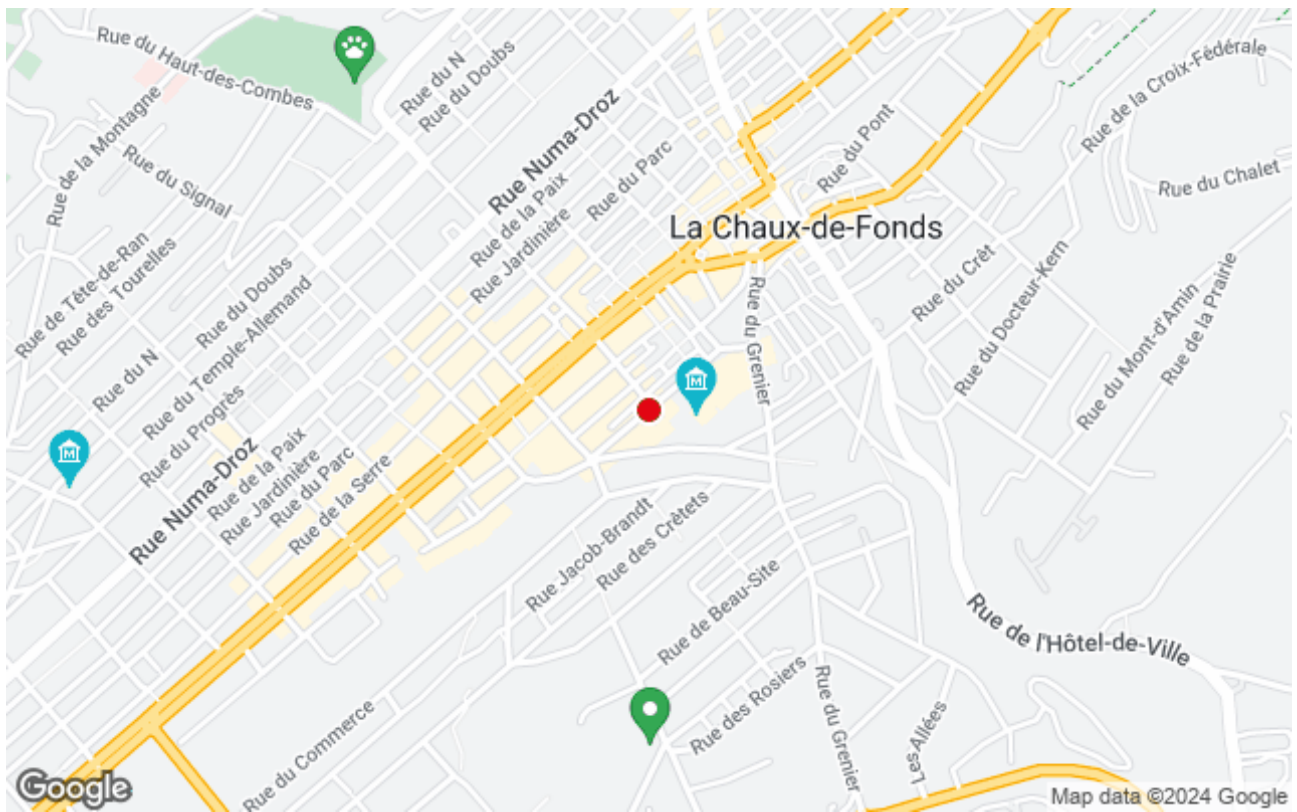 Rue du Haut-des-Combes
Rue du N
Rue du Doubs
Rue de la Croix-Fédérale
Rue de la Montagne
Rue du Signal
Rue Numa-Droz
Rue du Parc
Rue du Pont
Rue du Chalet
Rue de la Paix
Rue Jardinière
La Chaux-de-Fonds
Rue de Tête-de-Ran
Rue des Tourelles
Rue du Doubs
Rue du Temple-Allemand
Rue du Grenier
Rue du Crêt
Rue du Docteur-Kern
Rue du Mont-d'Amin
Rue de la Prairie
Rue du N
Rue du Progrès
M
M
Rue Numa-Droz
Rue de la Paix
Rue Jardinière
Rue du Parc
Rue de la Serre
Rue Jacob-Brandt
Rue des Crêtets
Rue de Beau-Site
Rue de l'Hôtel-de-Ville
Rue des Rosiers
Rue du Grenier
Les-Allées
Rue du Commerce
Google
Map data ©2024 Google